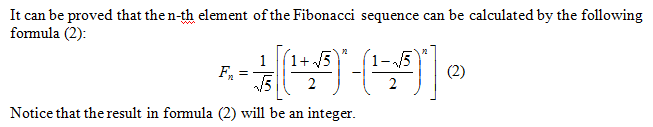 It can be proved that the n-th element of the Fibonacci sequence can be calculated by the following
formula (2):
F_n = \frac{1}{\sqrt{5}} \left[ \left( \frac{1+\sqrt{5}}{2} \right)^n - \left( \frac{1-\sqrt{5}}{2} \right)^n \right] (2)
Notice that the result in formula (2) will be an integer.